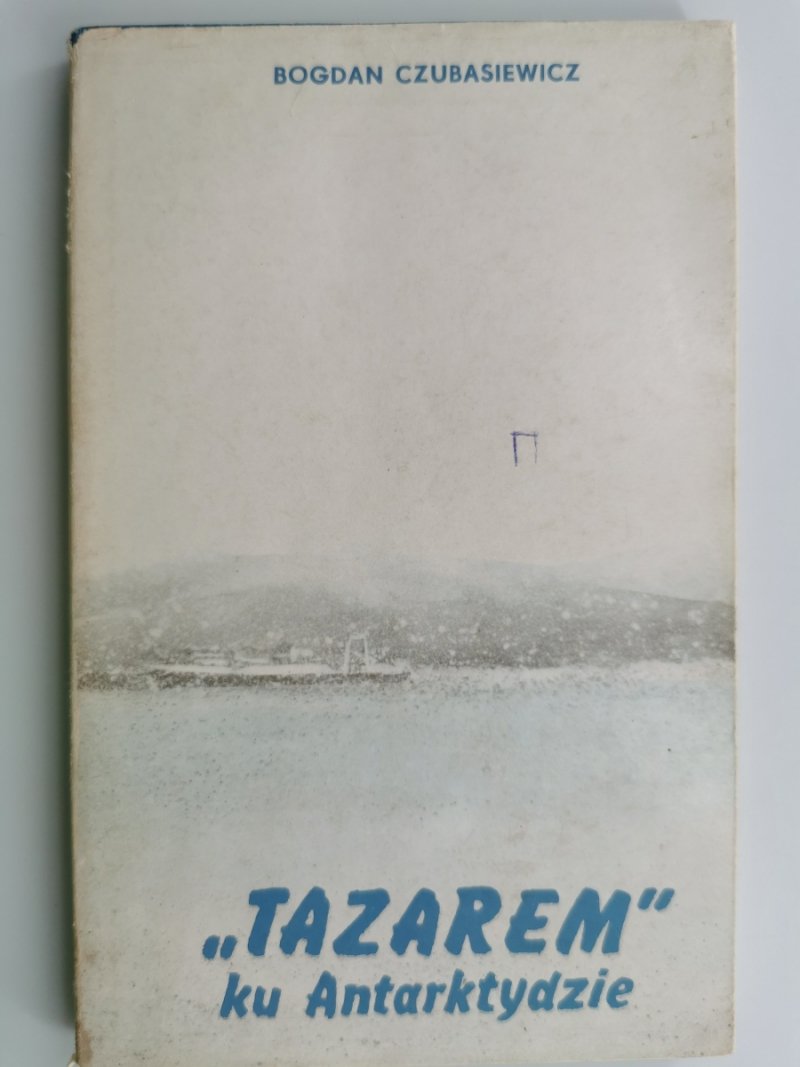 BOGDAN CZUBASIEWICZ
„TAZAREM”
ku Antarktydzie